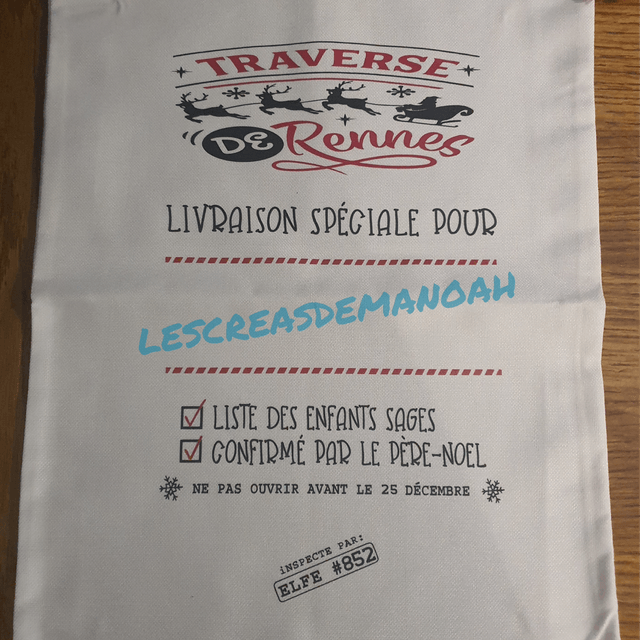 TRAVERSE
DE Rennes
LIVRAISON SPÉCIALE POUR
LESCREASDEMANOAH
LISTE DES ENFANTS SAGES
CONFIRMÉ PAR LE PÈRE-NOEL
NE PAS OUVRIR AVANT LE 25 DÉCEMBRE
iNSPECTE PAR:
ELFE #852